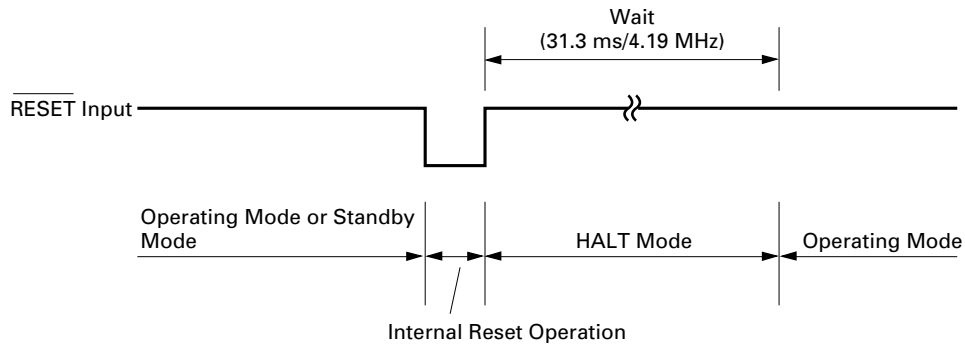 Wait
(31.3 ms/4.19 MHz)
RESET Input
Operating Mode or Standby
Mode
HALT Mode
Operating Mode
Internal Reset Operation